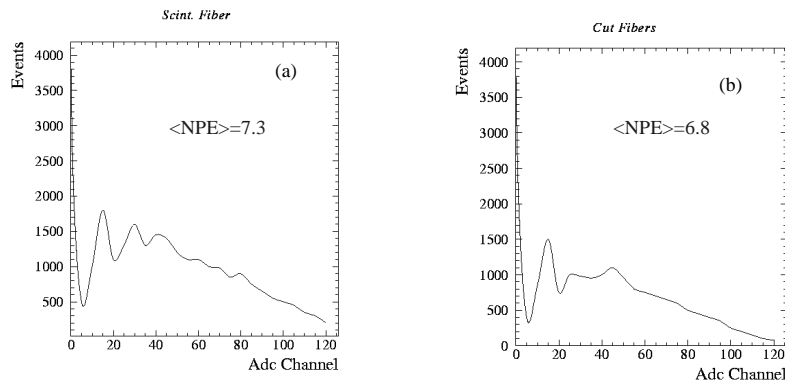 Scint. Fiber
Events
4000
3500
3000
2500
2000
1500
1000
500
(a)
<NPE>=7.3
0 20 40 60 80 100 120
Adc Channel
Cut Fibers
Events
4000
3500
3000
2500
2000
1500
1000
500
0
(b)
<NPE>=6.8
0 20 40 60 80 100 120
Adc Channel